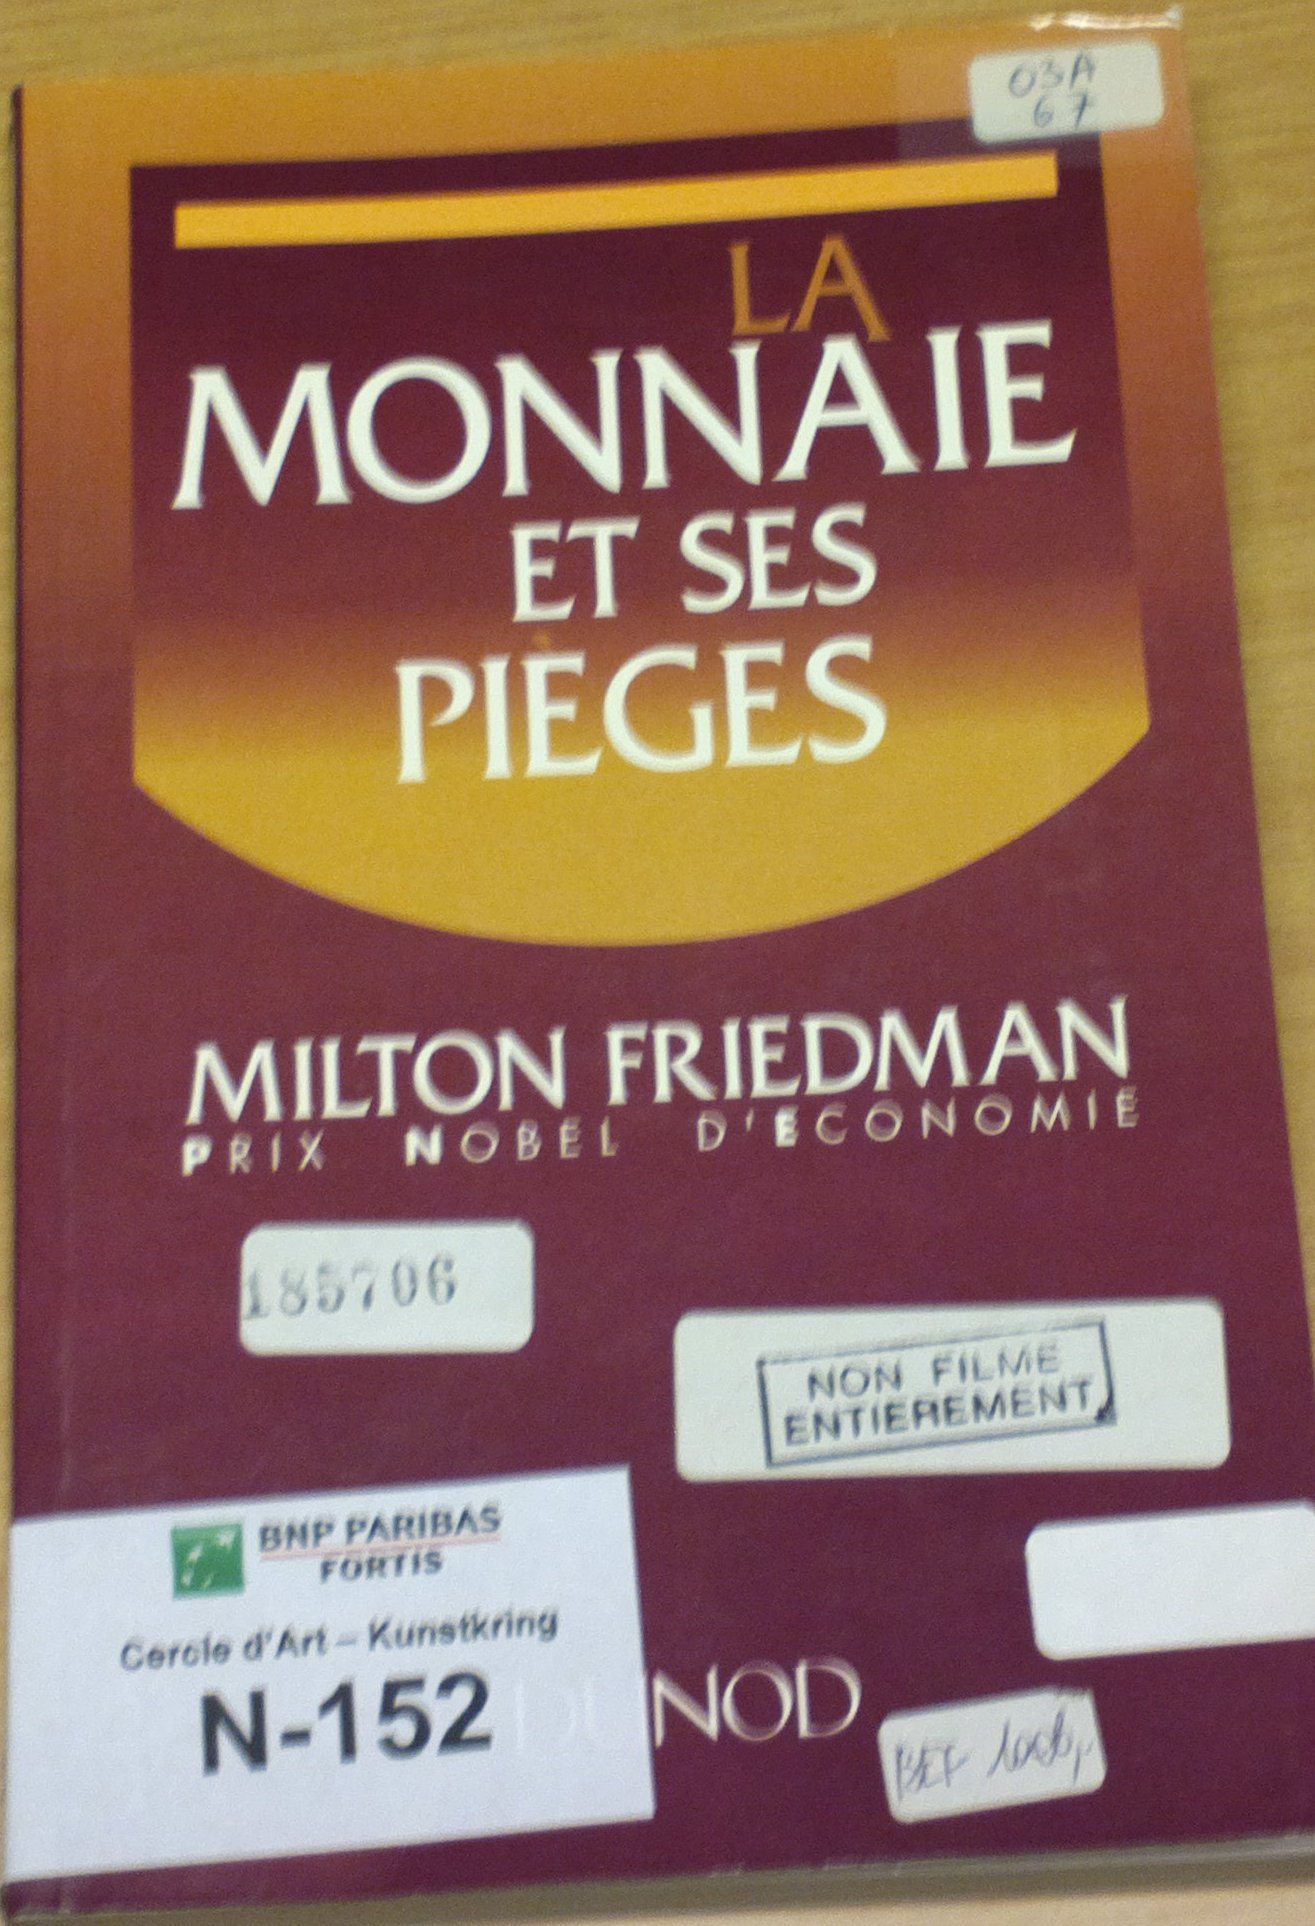 03A
67
LA
MONNAIE
ET SES
PIÈGES
MILTON FRIEDMAN
PRIX NOBEL D'ECONOMIE
185706
NON FILME
ENTIEREMENT
BNP PARIBAS
FORTIS
Cercle d'Art – Kunstkring
N-152
NOD
BEF